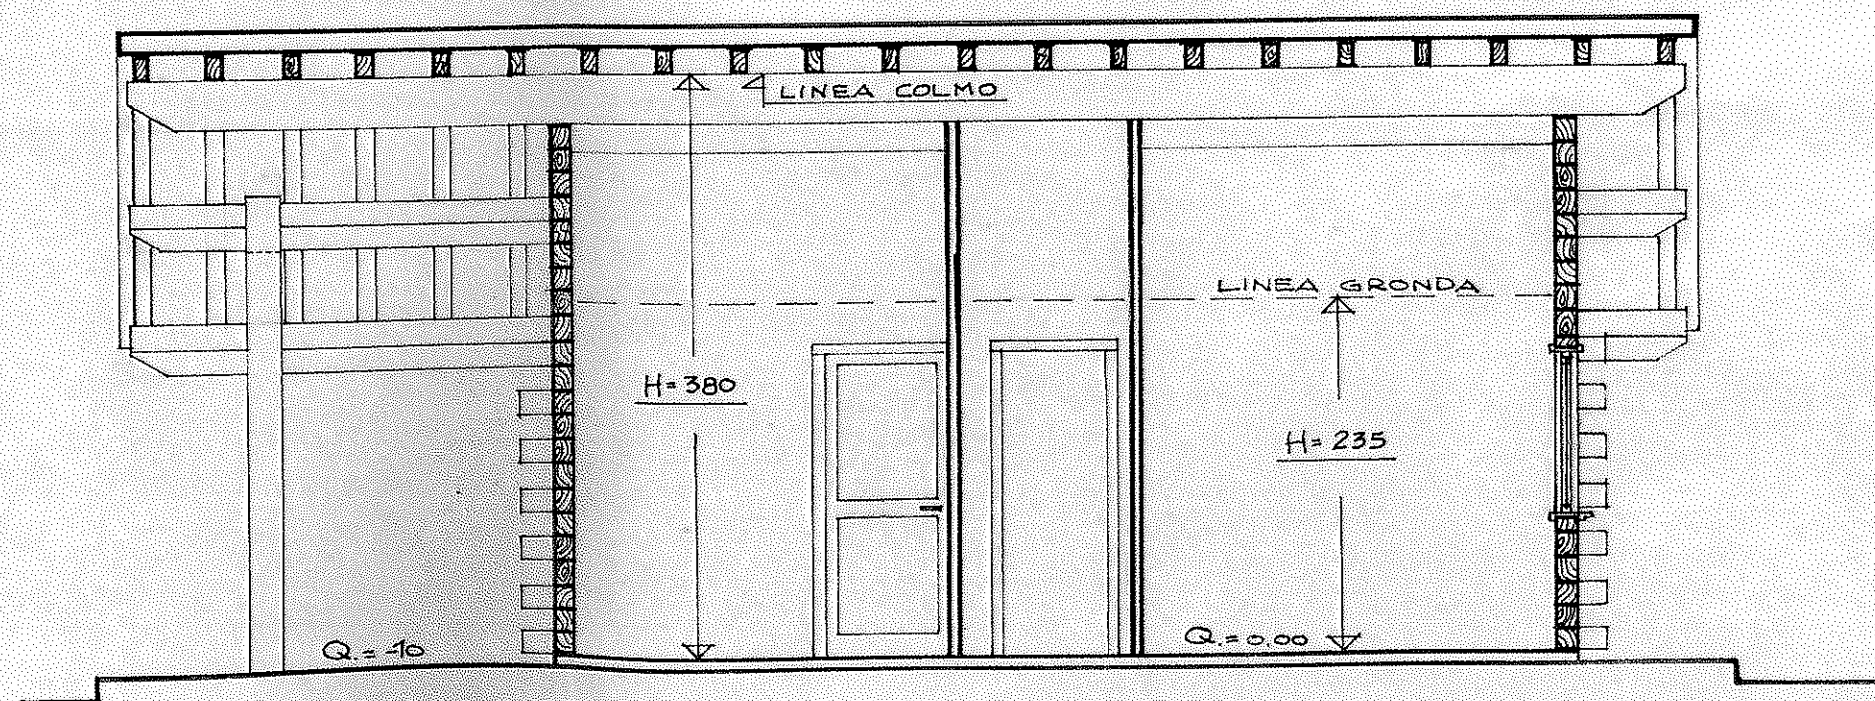 LINEA COLMO
LINEA GRONDA
H=380
H=235
Q.=-10
Q.=0.00